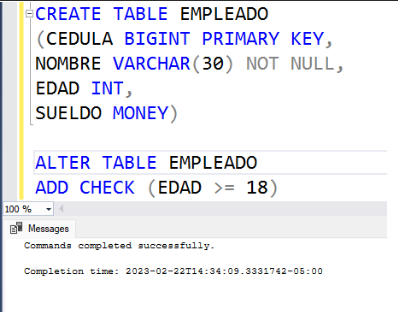 CREATE TABLE EMPLEADO
(CEDULA BIGINT PRIMARY KEY,
NOMBRE VARCHAR(30) NOT NULL,
EDAD INT,
SUELDO MONEY)
ALTER TABLE EMPLEADO
ADD CHECK (EDAD >= 18)
100 %
Messages
Commands completed successfully.
Completion time: 2023-02-22T14:34:09.3331742-05:00